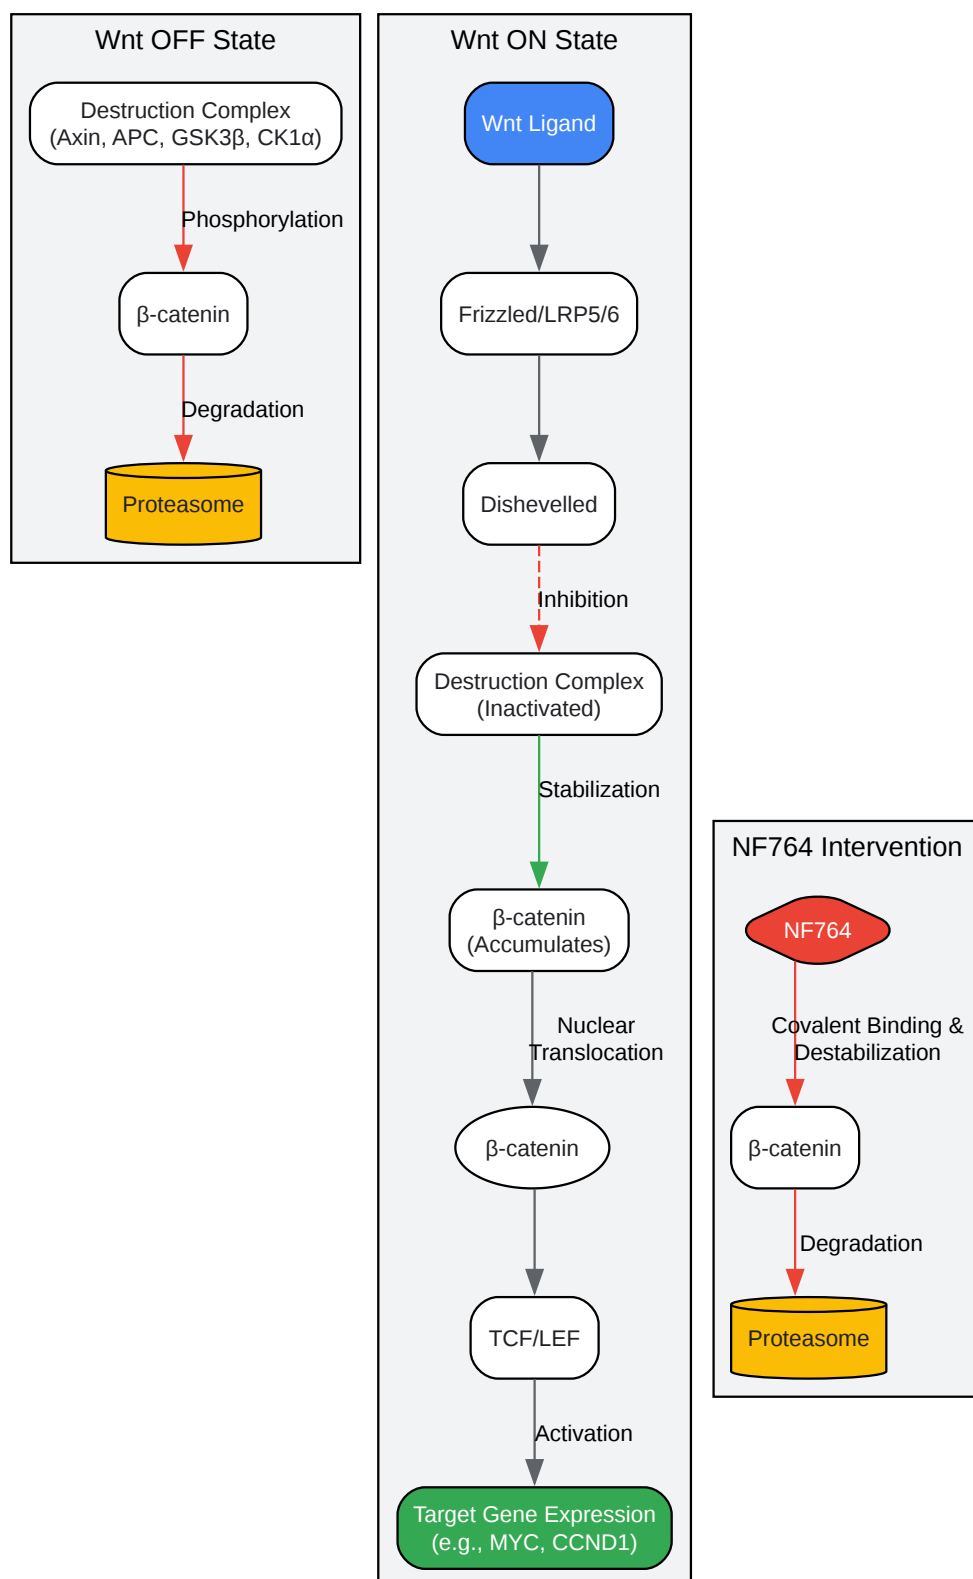 Wnt OFF State
Destruction Complex
(Axin, APC, GSK3β, CK1α)
Phosphorylation
β-catenin
Degradation
Proteasome
Wnt ON State
Wnt Ligand
Frizzled/LRP5/6
Dishevelled
Inhibition
Destruction Complex
(Inactivated)
Stabilization
β-catenin
(Accumulates)
Nuclear
Translocation
β-catenin
TCF/LEF
Activation
Target Gene Expression
(e.g., MYC, CCND1)
NF764 Intervention
NF764
Covalent Binding &
Destabilization
β-catenin
Degradation
Proteasome